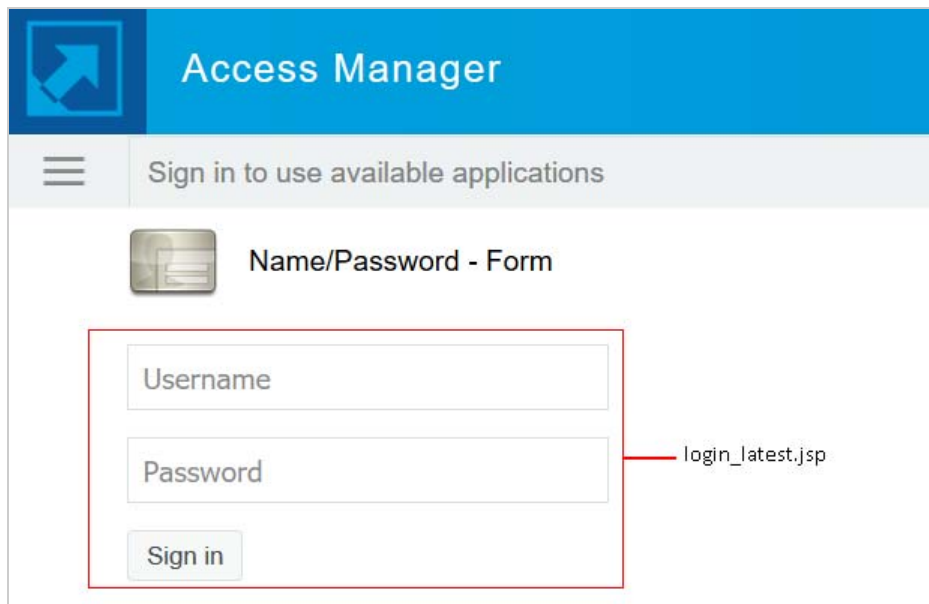 Access Manager
Sign in to use available applications
Name/Password - Form
Username
Password
login_latest.jsp
Sign in